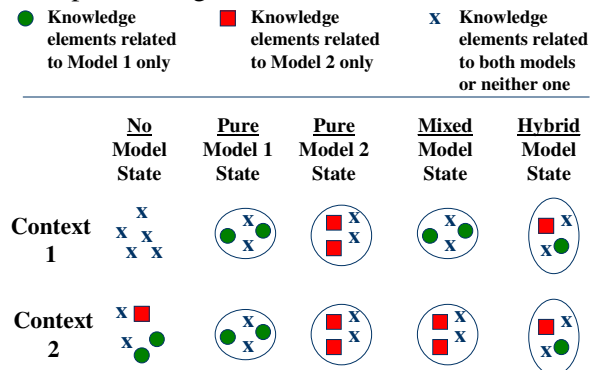 Knowledge elements related to Model 1 only
Knowledge elements related to Model 2 only
x Knowledge elements related to both models or neither one
No Model State
Pure Model 1 State
Pure Model 2 State
Mixed Model State
Hybrid Model State
Context 1
x
x x
x x
x
x
x
x
x
x
x
x
Context 2
x
x
x
x
x
x
x
x
x
x